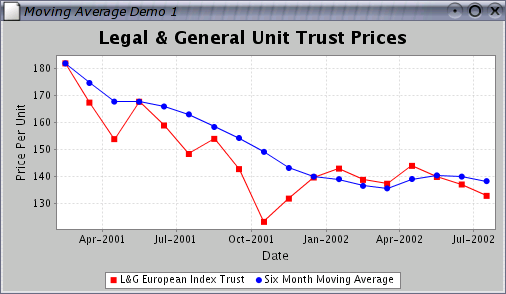 Moving Average Demo 1
Legal & General Unit Trust Prices
Price Per Unit
180
170
160
150
140
130
Apr-2001 Jul-2001 Oct-2001 Jan-2002 Apr-2002 Jul-2002
Date
L&G European Index Trust Six Month Moving Average